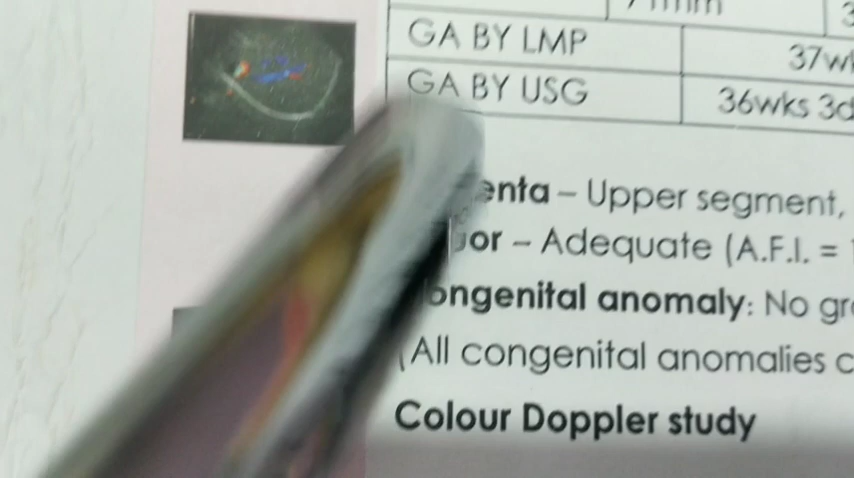 GA BY LMP 37w
GA BY USG 36wks 3d
enta – Upper segment,
or – Adequate (A.F.I. =
ongenital anomaly: No gr
(All congenital anomalies c
Colour Doppler study